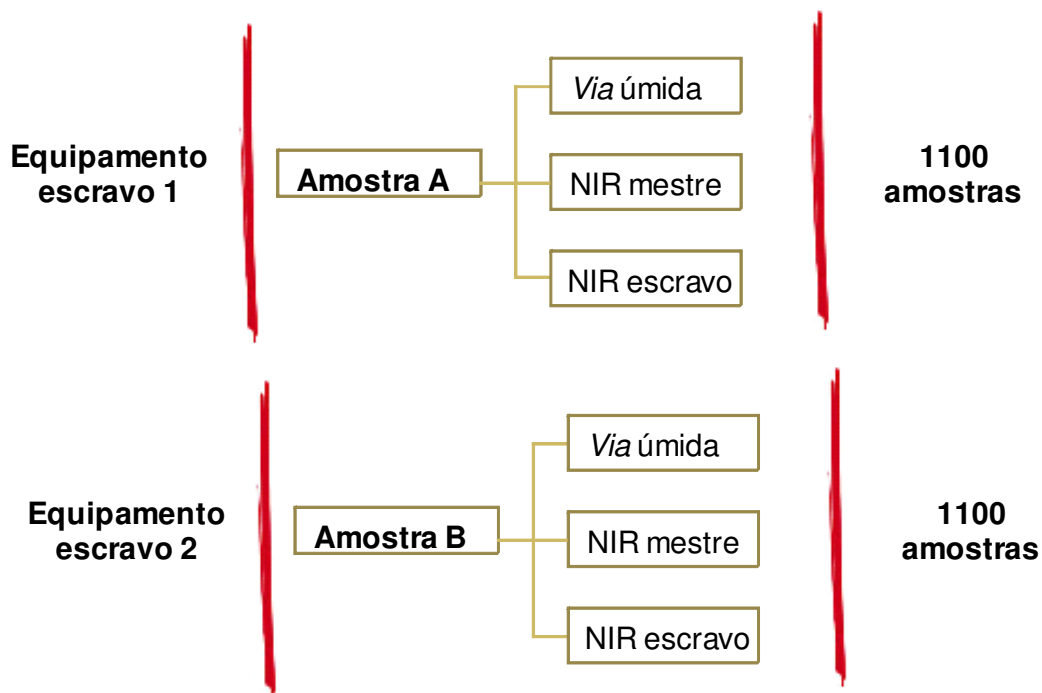 Equipamento
escravo 1
Amostra A
Via úmida
NIR mestre
NIR escravo
1100
amostras
Equipamento
escravo 2
Amostra B
Via úmida
NIR mestre
NIR escravo
1100
amostras